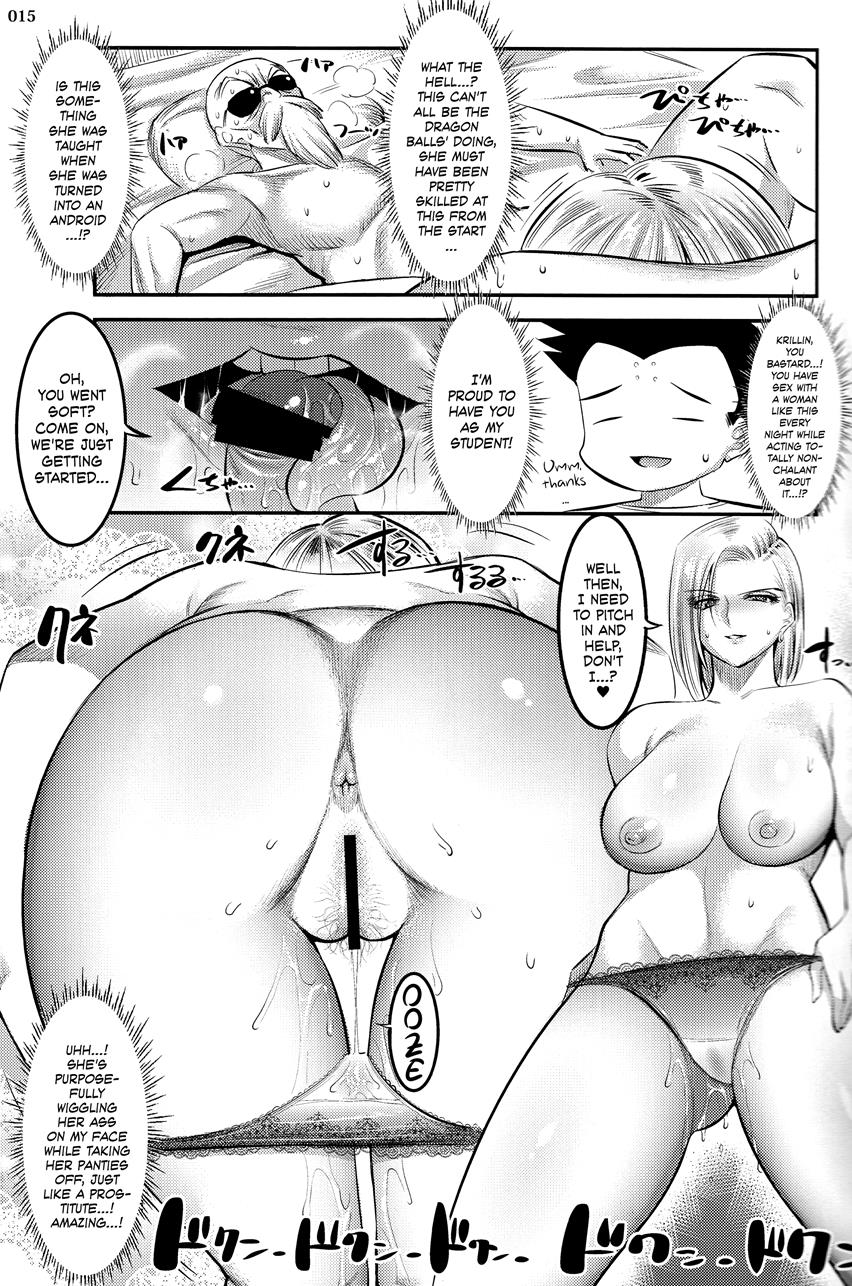 015
ぴちゃ…
ぴちゃ…
WHAT THE
HELL...?
THIS CAN'T
ALL BE THE
DRAGON
BALLS' DOING,
SHE MUST
HAVE BEEN
PRETTY
SKILLED AT
THIS FROM
THE START
...
ハァ
ハァ
フーッ
IS THIS
SOME-
THING
SHE WAS
TAUGHT
WHEN
SHE WAS
TURNED
INTO AN
ANDROID
...!?
KRILLIN,
YOU
BASTARD...!
YOU HAVE
SEX WITH
A WOMAN
LIKE THIS
EVERY
NIGHT WHILE
ACTING TO-
TALLY NON-
CHALANT
ABOUT
IT...!?
Umm,
thanks
...
I'M
PROUD TO
HAVE YOU
AS MY
STUDENT!
くちゃ…
OH,
YOU WENT
SOFT?
COME ON,
WE'RE JUST
GETTING
STARTED...
WELL
THEN,
I NEED
TO PITCH
IN AND
HELP,
DON'T
I...?
♥
すっ…
する…
するる…
クネ
クネ
OOZE
UHH...!
SHE'S
PURPOSE-
FULLY
WIGGLING
HER ASS
ON MY FACE
WHILE TAKING
HER PANTIES
OFF, JUST
LIKE A PROS-
TITUTE...!
AMAZING...!
ドクン‥ドクン‥ドクン‥